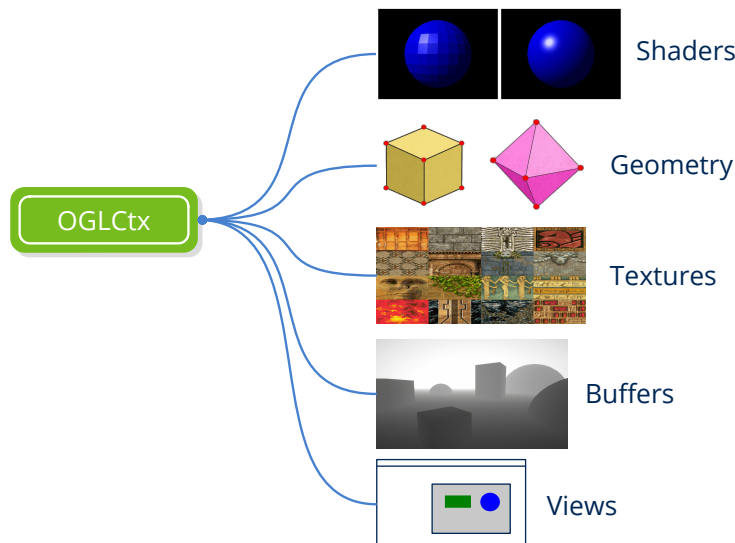 OGLCtx
Shaders
Geometry
Textures
Buffers
Views